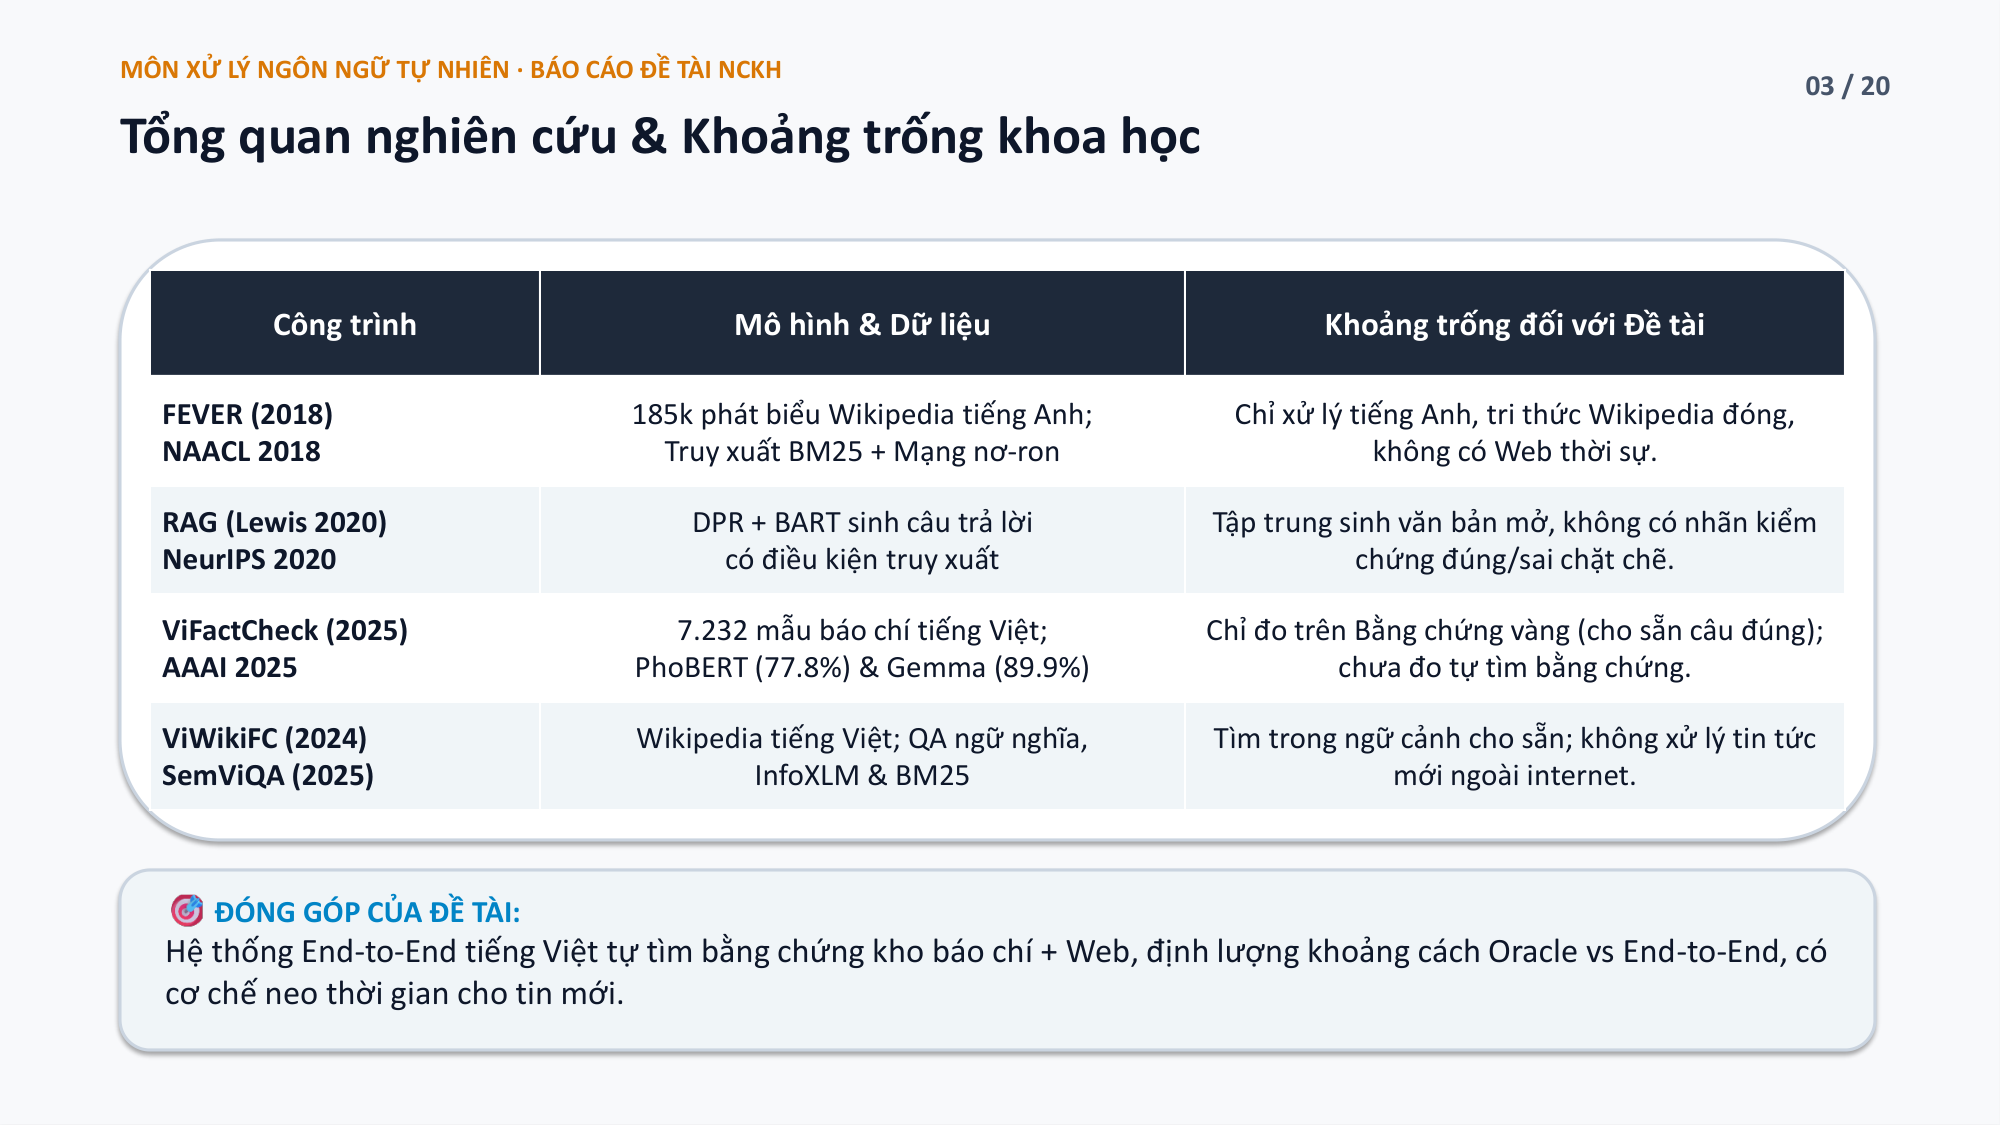 MÔN XỬ LÝ NGÔN NGỮ TỰ NHIÊN · BÁO CÁO ĐỀ TÀI NCKH
03 / 20
Tổng quan nghiên cứu & Khoảng trống khoa học
Công trình
Mô hình & Dữ liệu
Khoảng trống đối với Đề tài
FEVER (2018)
NAACL 2018
185k phát biểu Wikipedia tiếng Anh;
Truy xuất BM25 + Mạng nơ-ron
Chỉ xử lý tiếng Anh, tri thức Wikipedia đóng,
không có Web thời sự.
RAG (Lewis 2020)
NeurIPS 2020
DPR + BART sinh câu trả lời
có điều kiện truy xuất
Tập trung sinh văn bản mở, không có nhãn kiểm
chứng đúng/sai chặt chẽ.
ViFactCheck (2025)
AAAI 2025
7.232 mẫu báo chí tiếng Việt;
PhoBERT (77.8%) & Gemma (89.9%)
Chỉ đo trên Bằng chứng vàng (cho sẵn câu đúng);
chưa đo tự tìm bằng chứng.
ViWikiFC (2024)
SemViQA (2025)
Wikipedia tiếng Việt; QA ngữ nghĩa,
InfoXLM & BM25
Tìm trong ngữ cảnh cho sẵn; không xử lý tin tức
mới ngoài internet.
🎯 ĐÓNG GÓP CỦA ĐỀ TÀI:
Hệ thống End-to-End tiếng Việt tự tìm bằng chứng kho báo chí + Web, định lượng khoảng cách Oracle vs End-to-End, có
cơ chế neo thời gian cho tin mới.